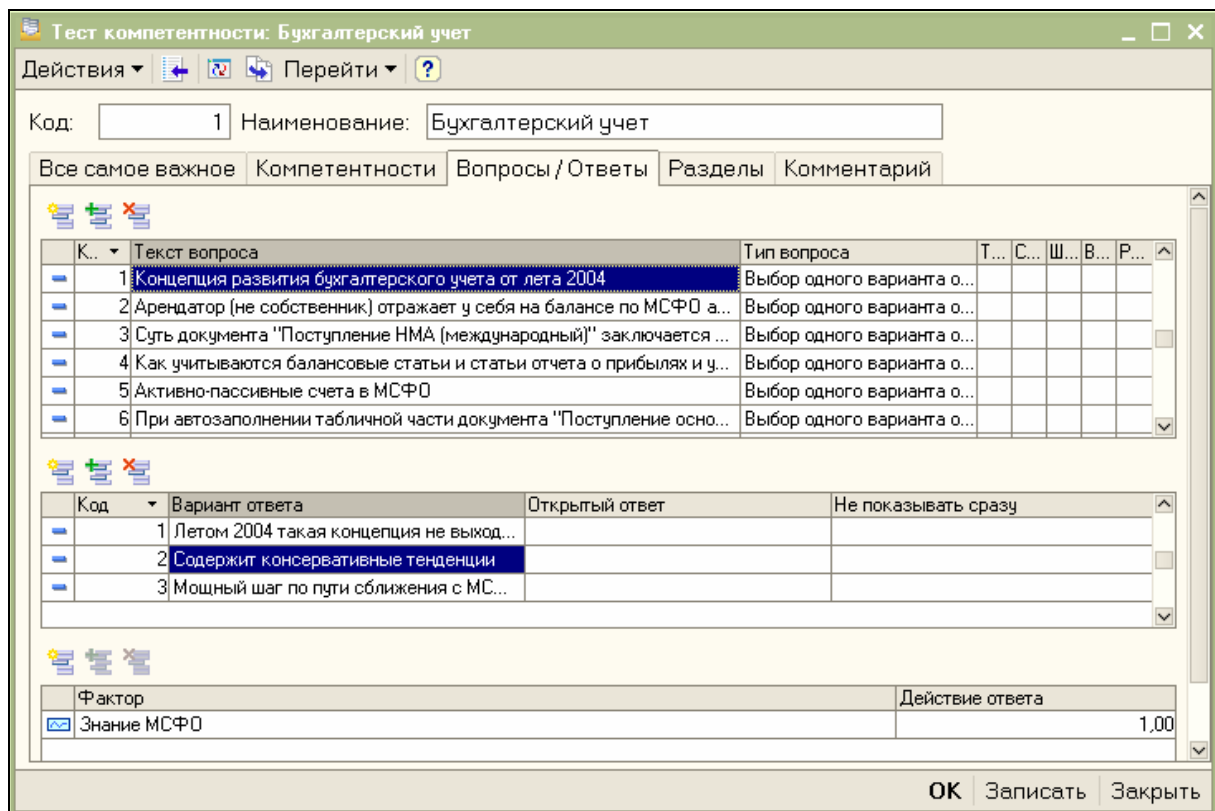 Тест компетентности: Бухгалтерский учет
Действия Перейти ?
Код: 1 Наименование: Бухгалтерский учет
Все самое важное Компетентности Вопросы / Ответы Разделы Комментарий
К.. Текст вопроса Тип вопроса Т... С... Ш... В... Р...
1 Концепция развития бухгалтерского учета от лета 2004 Выбор одного варианта о...
2 Арендатор (не собственник) отражает у себя на балансе по МСФО а... Выбор одного варианта о...
3 Суть документа "Поступление НМА (международный)" заключается ... Выбор одного варианта о...
4 Как учитываются балансовые статьи и статьи отчета о прибылях и у... Выбор одного варианта о...
5 Активно-пассивные счета в МСФО Выбор одного варианта о...
6 При автозаполнении табличной части документа "Поступление осно... Выбор одного варианта о...
Код Вариант ответа Открытый ответ Не показывать сразу
1 Летом 2004 такая концепция не выход...
2 Содержит консервативные тенденции
3 Мощный шаг по пути сближения с МС...
Фактор Действие ответа
Знание МСФО 1,00
OK Записать Закрыть